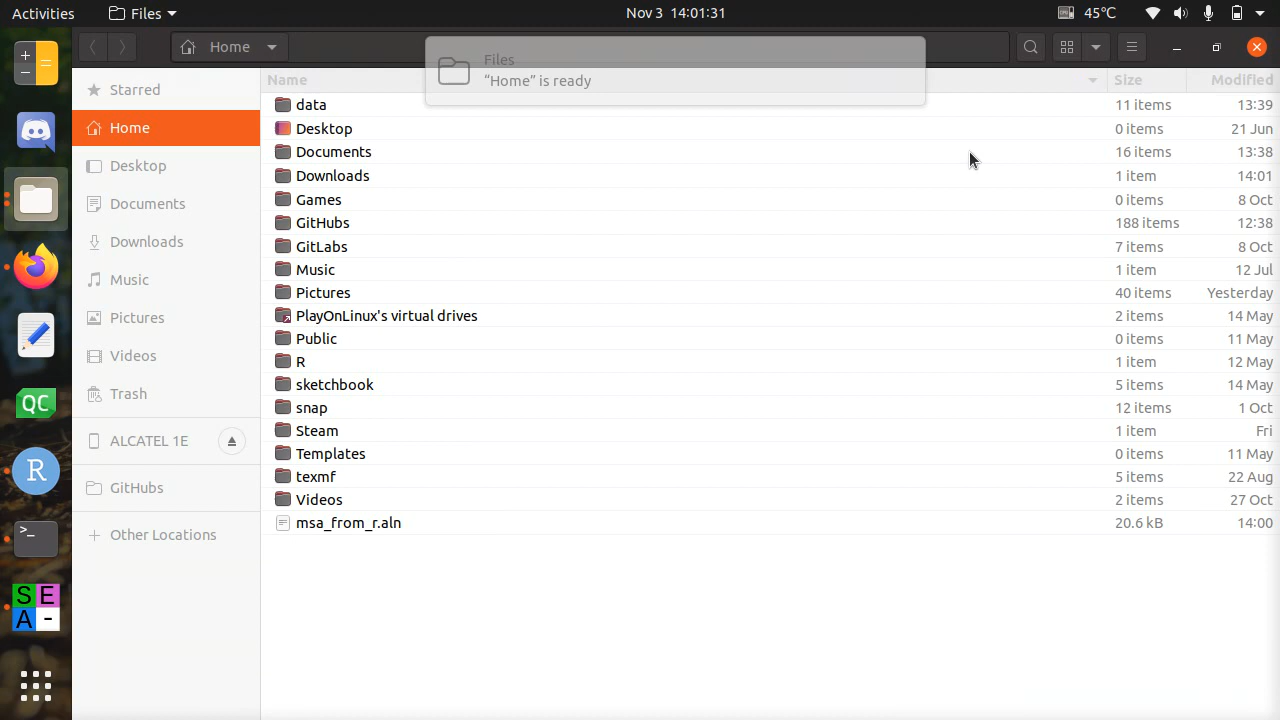 Activities Files Nov 3 14:01:31 45°C
Home
Files
“Home” is ready
Name Size Modified
Starred
Home
Desktop
Documents
Downloads
Music
Pictures
Videos
Trash
ALCATEL 1E
GitHubs
+ Other Locations
data 11 items 13:39
Desktop 0 items 21 Jun
Documents 16 items 13:38
Downloads 1 item 14:01
Games 0 items 8 Oct
GitHubs 188 items 12:38
GitLabs 7 items 8 Oct
Music 1 item 12 Jul
Pictures 40 items Yesterday
PlayOnLinux's virtual drives 2 items 14 May
Public 0 items 11 May
R 1 item 12 May
sketchbook 5 items 14 May
snap 12 items 1 Oct
Steam 1 item Fri
Templates 0 items 11 May
texmf 5 items 22 Aug
Videos 2 items 27 Oct
msa_from_r.aln 20.6 kB 14:00
QC
R
>_
SE
A-